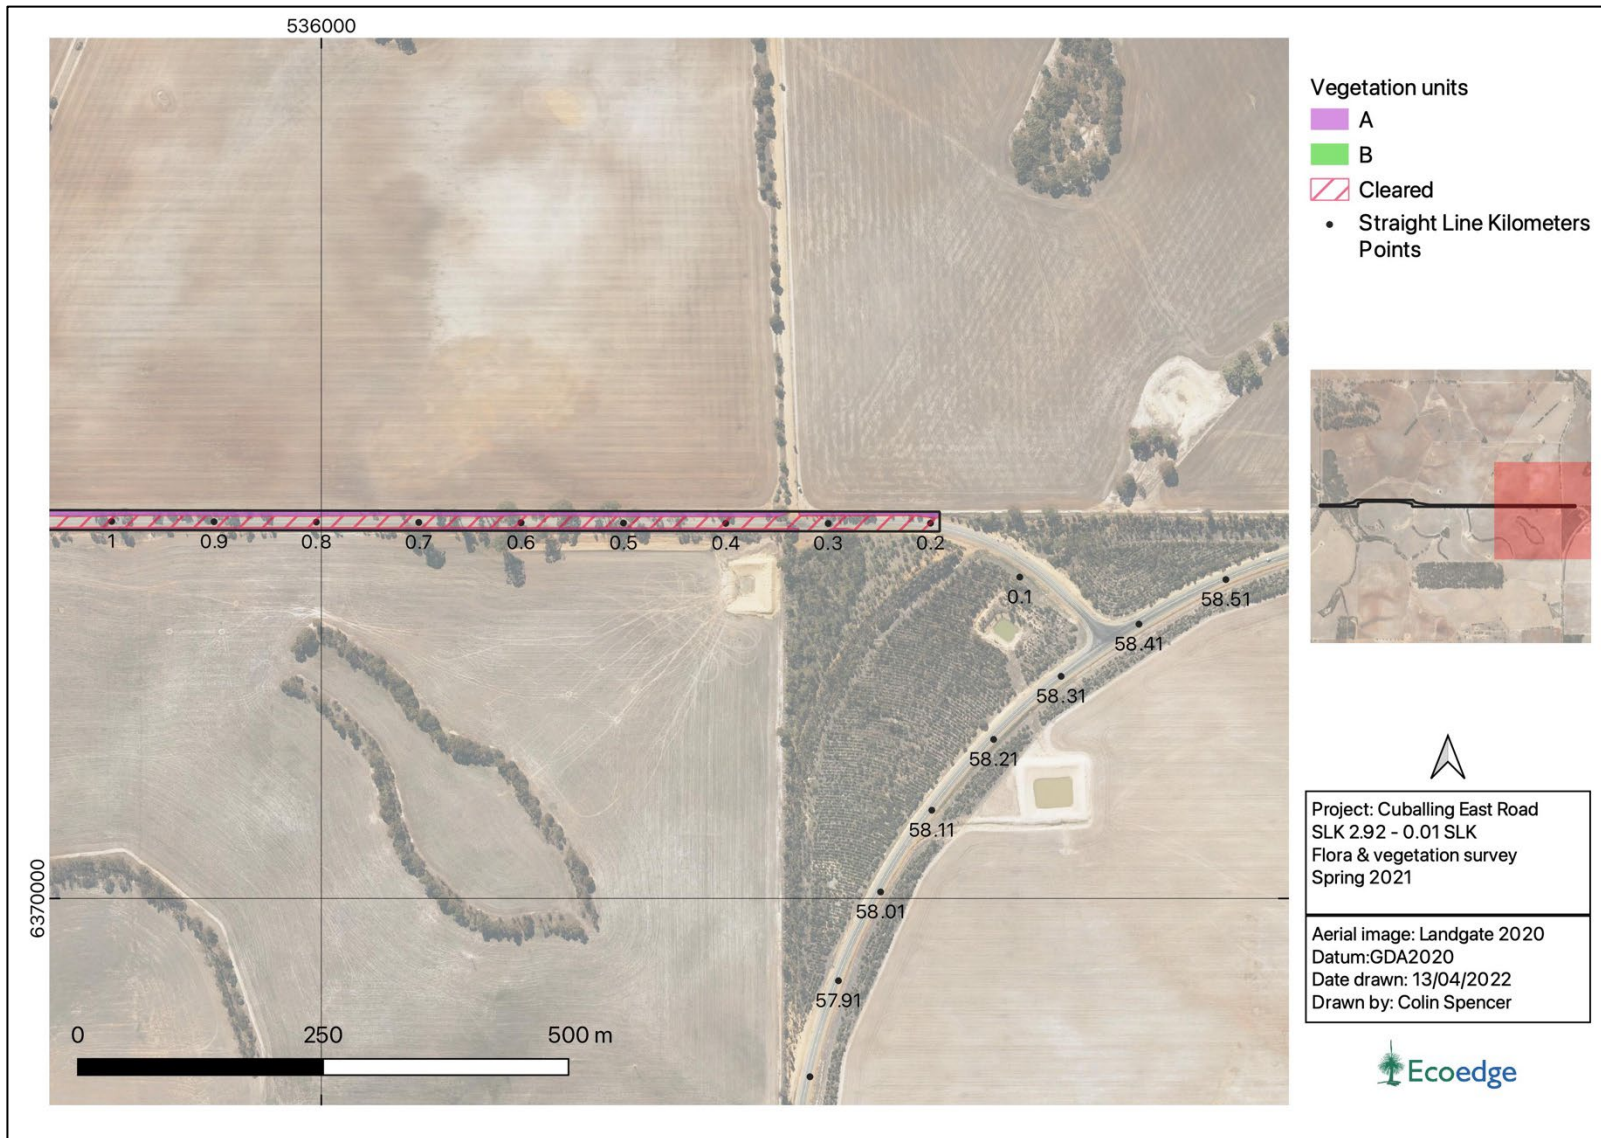 536000
Vegetation units
A
B
Cleared
Straight Line Kilometers
Points
1
0.9
0.8
0.7
0.6
0.5
0.4
0.3
0.2
0.1
58.51
58.41
58.31
58.21
58.11
58.01
57.91
6370000
0
250
500 m
Project: Cuballing East Road
SLK 2.92 - 0.01 SLK
Flora & vegetation survey
Spring 2021
Aerial image: Landgate 2020
Datum:GDA2020
Date drawn: 13/04/2022
Drawn by: Colin Spencer
Ecoedge